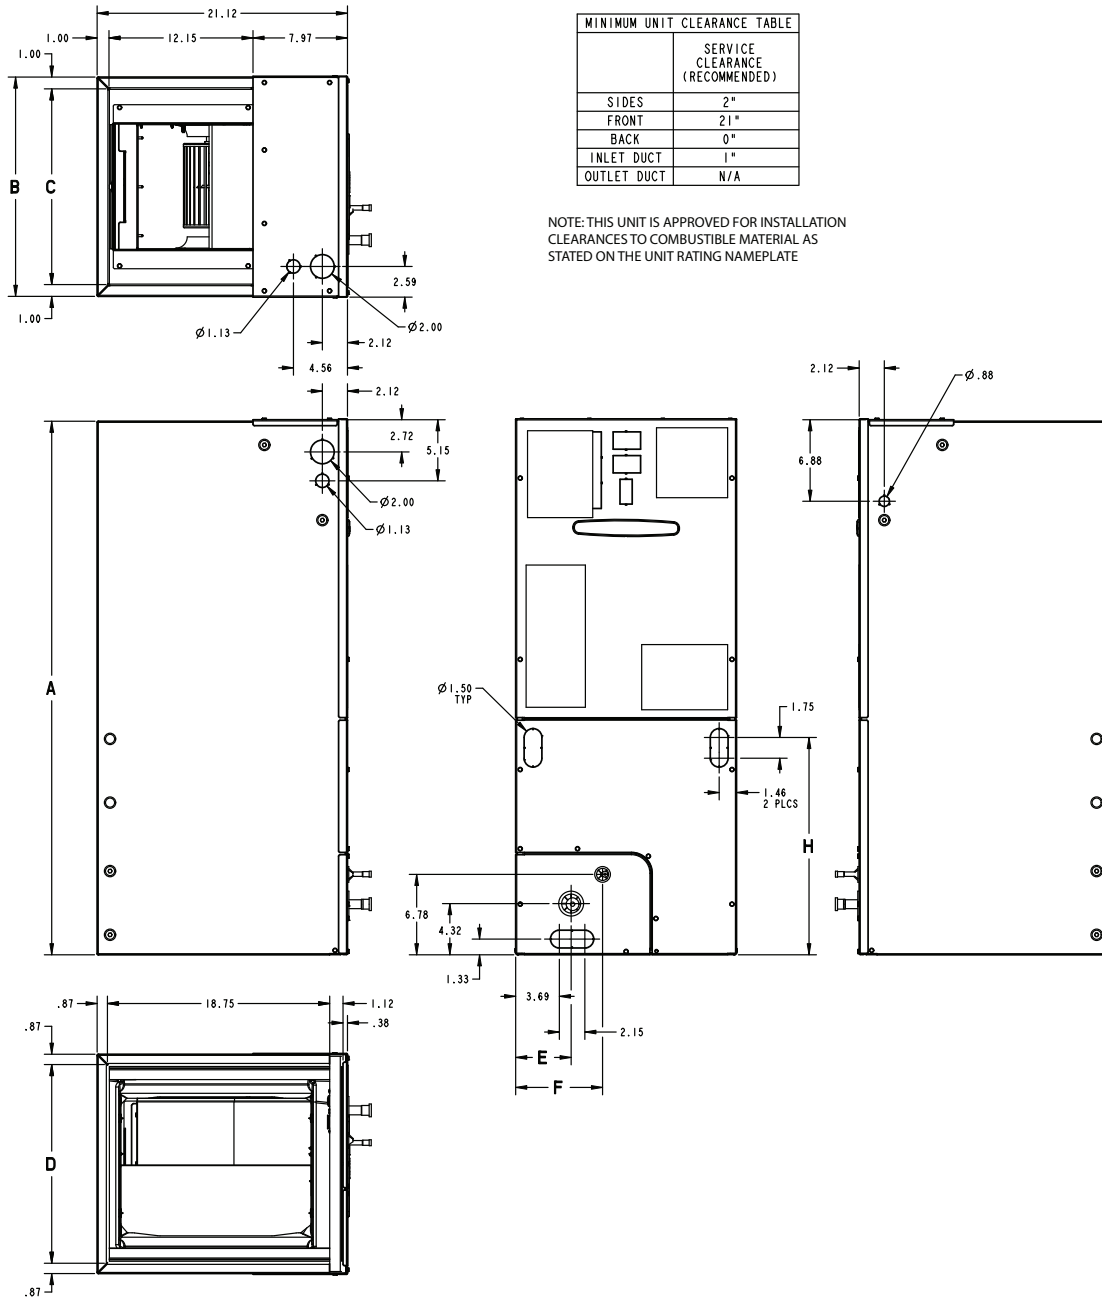 21.12
1.00
12.15
7.97
1.00
B
C
2.59
1.00
Ø1.13
Ø2.00
2.12
4.56
MINIMUM UNIT CLEARANCE TABLE
SERVICE
CLEARANCE
(RECOMMENDED)
SIDES 2"
FRONT 21"
BACK 0"
INLET DUCT 1"
OUTLET DUCT N/A
NOTE: THIS UNIT IS APPROVED FOR INSTALLATION
CLEARANCES TO COMBUSTIBLE MATERIAL AS
STATED ON THE UNIT RATING NAMEPLATE
2.12
2.72
5.15
Ø2.00
Ø1.13
A
Ø1.50
TYP
1.75
1.46
2 PLCS
H
6.78
4.32
1.33
3.69
2.15
E
F
2.12
Ø.88
6.88
.87
18.75
1.12
.38
.87
D
.87